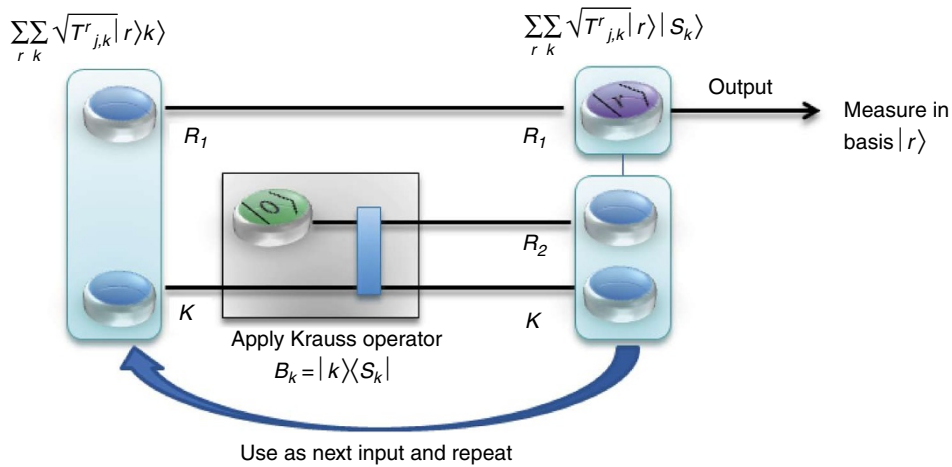 ∑∑√T^r_{j,k}|r⟩k⟩
r k
∑∑√T^r_{j,k}|r⟩|S_k⟩
r k
|r⟩
Output
Measure in
basis |r⟩
R_1
R_1
|0⟩
R_2
K
K
Apply Krauss operator
B_k = |k⟩⟨S_k|
Use as next input and repeat